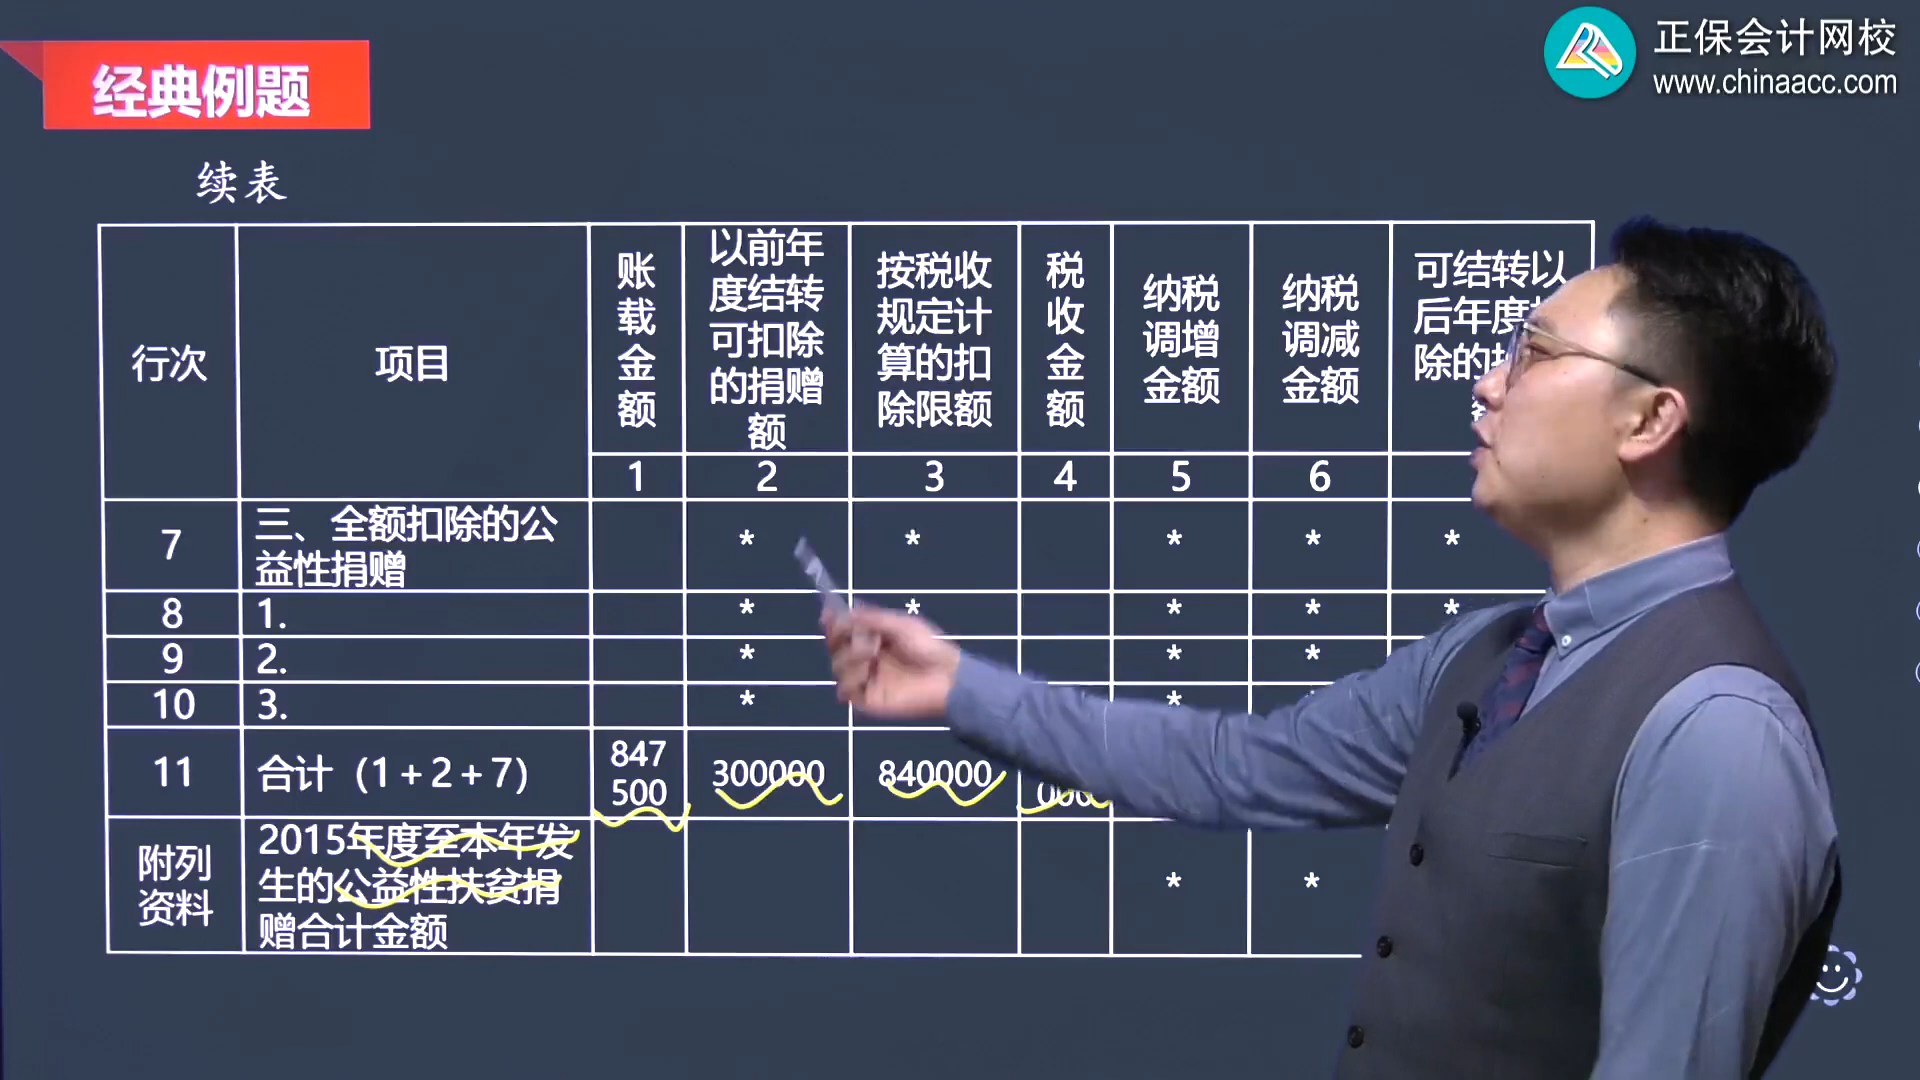 正保会计网校
www.chinaacc.com
经典例题
续表
行次 项目 账载金额 以前年度结转可扣除的捐赠额 按税收规定计算的扣除限额 税收金额 纳税调增金额 纳税调减金额 可结转以后年度
除的
1 2 3 4 5 6
7 三、全额扣除的公益性捐赠 * * * * *
8 1. * * * * *
9 2. * * *
10 3. * *
11 合计（1+2+7） 847500 300000 840000 000
附列资料 2015年度至本年发生的公益性扶贫捐赠合计金额 * *